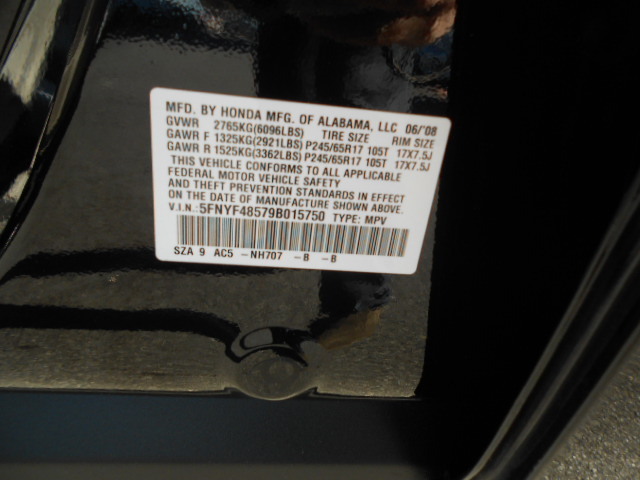 MFD. BY HONDA MFG. OF ALABAMA, LLC 06/'08
GVWR 2765KG(6096LBS) TIRE SIZE RIM SIZE
GAWR F 1325KG(2921LBS) P245/65R17 105T 17X7.5J
GAWR R 1525KG(3362LBS) P245/65R17 105T 17X7.5J
THIS VEHICLE CONFORMS TO ALL APPLICABLE
FEDERAL MOTOR VEHICLE SAFETY
AND THEFT PREVENTION STANDARDS IN EFFECT
ON THE DATE OF MANUFACTURE SHOWN ABOVE.
V.I.N.:5FNYF48579B015750 TYPE: MPV
SZA 9 AC5 -NH707 -B -B